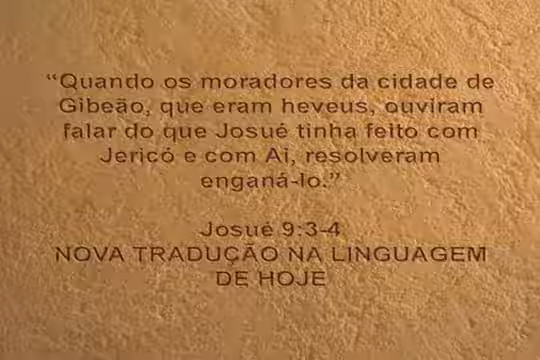 “Quando os moradores da cidade de
Gibeão, que eram heveus, ouviram
falar do que Josué tinha feito com
Jericó e com Ai, resolveram
enganá-lo.”
Josué 9:3-4
NOVA TRADUÇÃO NA LINGUAGEM
DE HOJE